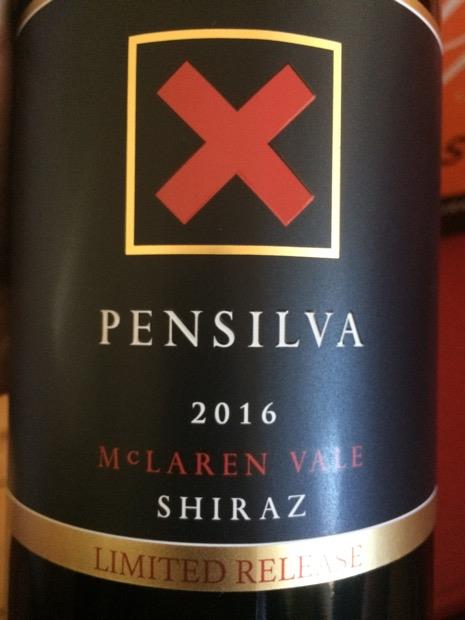 PENSILVA
2016
McLAREN VALE
SHIRAZ
LIMITED RELEASE